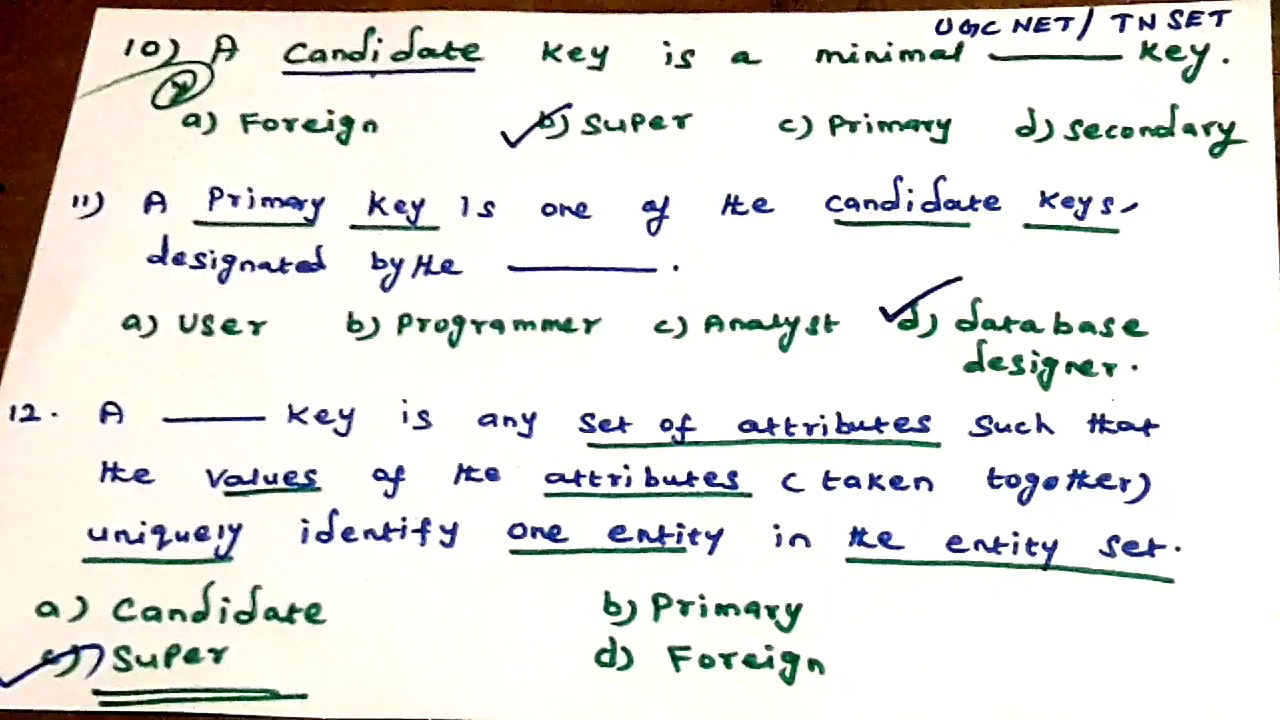 UGC NET/ TN SET
10) A Candidate key is a minimal ______ key.
a) Foreign b) Super c) Primary d) secondary
11) A Primary key is one of the candidate keys,
designated by the ______.
a) User b) Programmer c) Analyst d) database
designer.
12. A ______ key is any set of attributes such that
the values of the attributes (taken together)
uniquely identify one entity in the entity set.
a) Candidate b) Primary
c) Super d) Foreign